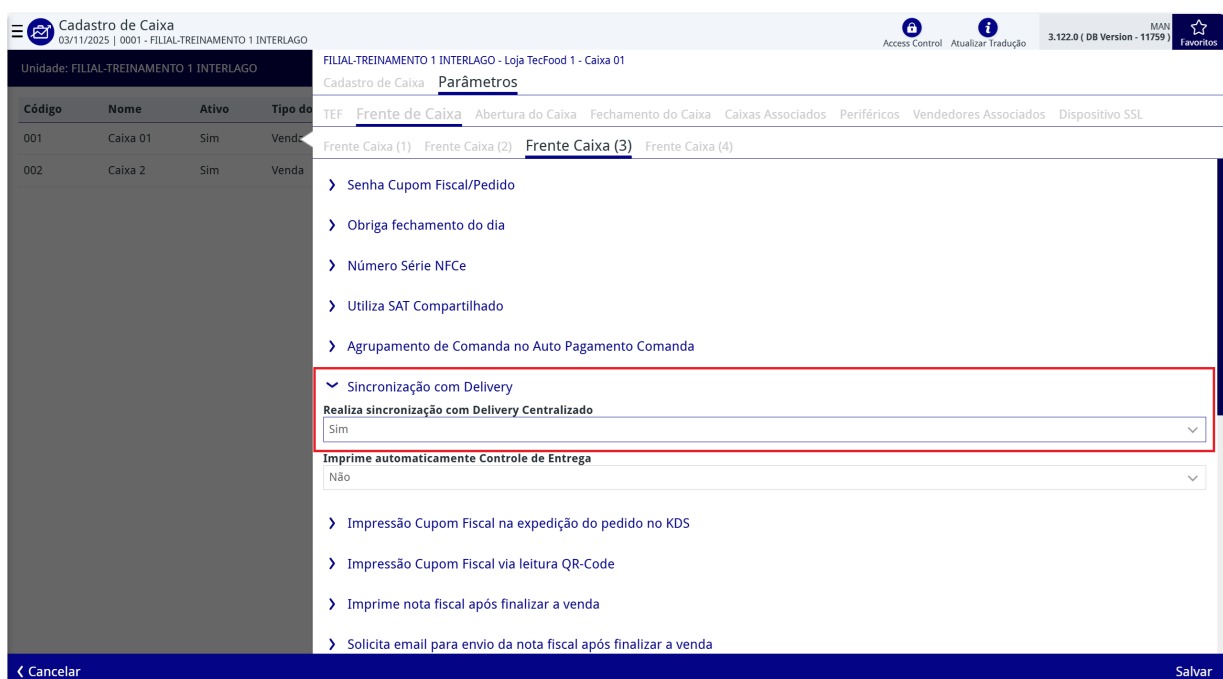 Cadastro de Caixa
03/11/2025 | 0001 - FILIAL-TREINAMENTO 1 INTERLAGO
Access Control
Atualizar Tradução
MAN
3.122.0 ( DB Version - 11759 )
Favoritos
Unidade: FILIAL-TREINAMENTO 1 INTERLAGO
Código Nome Ativo Tipo do
001 Caixa 01 Sim Venda
002 Caixa 2 Sim Venda
FILIAL-TREINAMENTO 1 INTERLAGO - Loja TecFood 1 - Caixa 01
Cadastro de Caixa Parâmetros
TEF Frente de Caixa Abertura do Caixa Fechamento do Caixa Caixas Associados Periféricos Vendedores Associados Dispositivo SSL
Frente Caixa (1) Frente Caixa (2) Frente Caixa (3) Frente Caixa (4)
Senha Cupom Fiscal/Pedido
Obriga fechamento do dia
Número Série NFCe
Utiliza SAT Compartilhado
Agrupamento de Comanda no Auto Pagamento Comanda
Sincronização com Delivery
Realiza sincronização com Delivery Centralizado
Sim
Imprime automaticamente Controle de Entrega
Não
Impressão Cupom Fiscal na expedição do pedido no KDS
Impressão Cupom Fiscal via leitura QR-Code
Imprime nota fiscal após finalizar a venda
Solicita email para envio da nota fiscal após finalizar a venda
Cancelar
Salvar